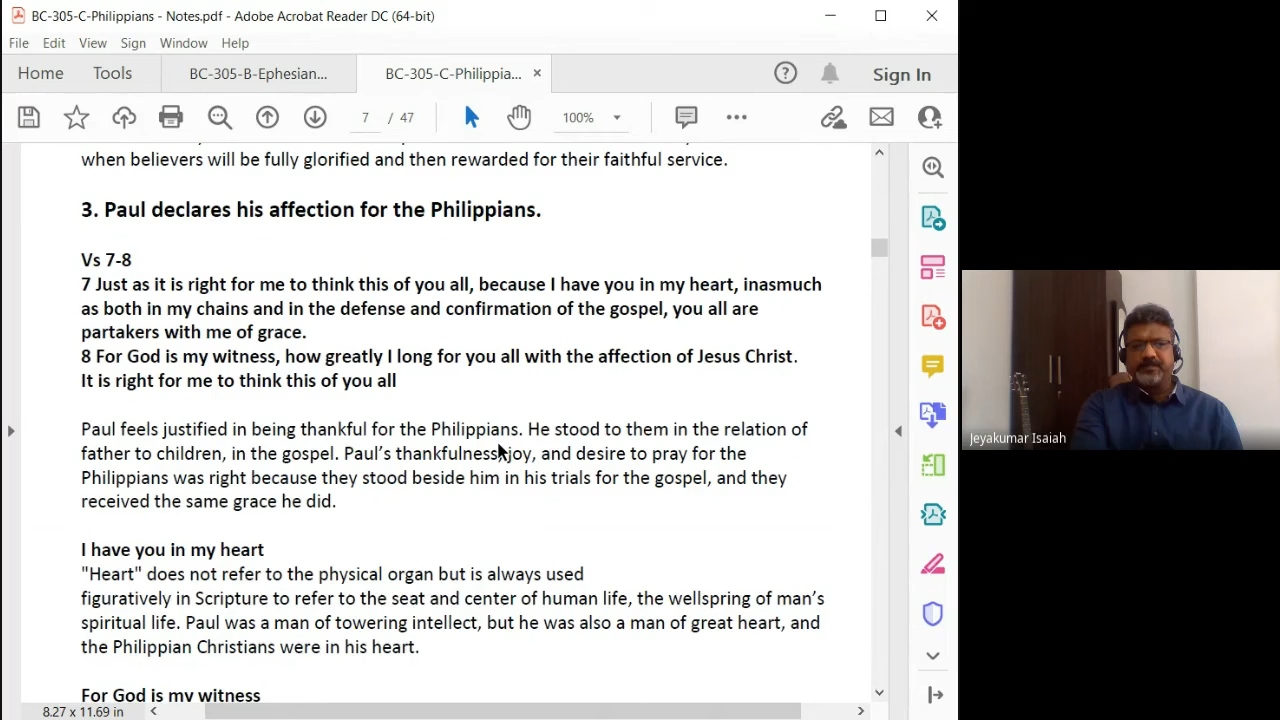 BC-305-C-Philippians - Notes.pdf - Adobe Acrobat Reader DC (64-bit)
File Edit View Sign Window Help
Home Tools BC-305-B-Ephesian... BC-305-C-Philippia... Sign In
7 / 47 100%
when believers will be fully glorified and then rewarded for their faithful service.
3. Paul declares his affection for the Philippians.
Vs 7-8
7 Just as it is right for me to think this of you all, because I have you in my heart, inasmuch
as both in my chains and in the defense and confirmation of the gospel, you all are
partakers with me of grace.
8 For God is my witness, how greatly I long for you all with the affection of Jesus Christ.
It is right for me to think this of you all
Paul feels justified in being thankful for the Philippians. He stood to them in the relation of
father to children, in the gospel. Paul’s thankfulness, joy, and desire to pray for the
Philippians was right because they stood beside him in his trials for the gospel, and they
received the same grace he did.
I have you in my heart
"Heart" does not refer to the physical organ but is always used
figuratively in Scripture to refer to the seat and center of human life, the wellspring of man’s
spiritual life. Paul was a man of towering intellect, but he was also a man of great heart, and
the Philippian Christians were in his heart.
For God is my witness
8.27 x 11.69 in
Jeyakumar Isaiah